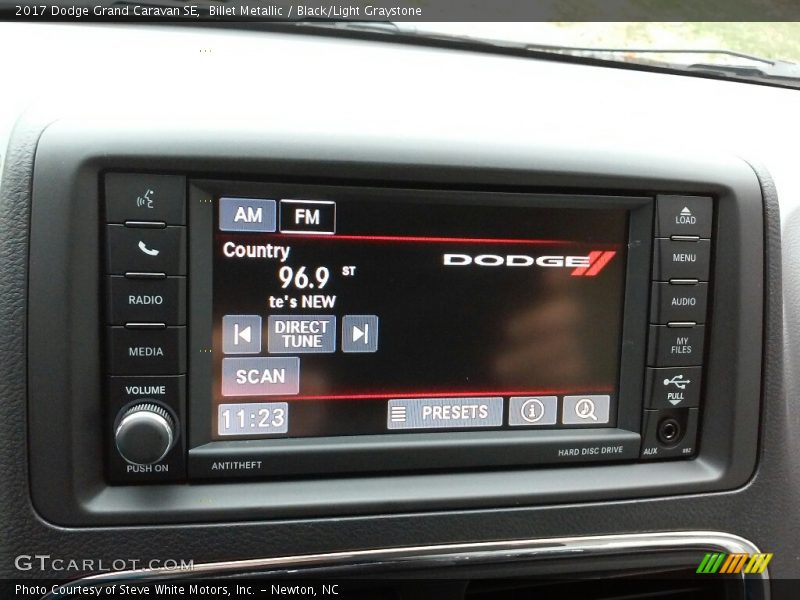 2017 Dodge Grand Caravan SE, Billet Metallic / Black/Light Graystone
AM FM
Country
96.9 ST
te's NEW
DIRECT
TUNE
SCAN
11:23
PRESETS
DODGE
RADIO
MEDIA
VOLUME
PUSH ON
LOAD
MENU
AUDIO
MY
FILES
PULL
AUX
ANTITHEFT
HARD DISC DRIVE
GTCARLOT.COM
Photo Courtesy of Steve White Motors, Inc. - Newton, NC